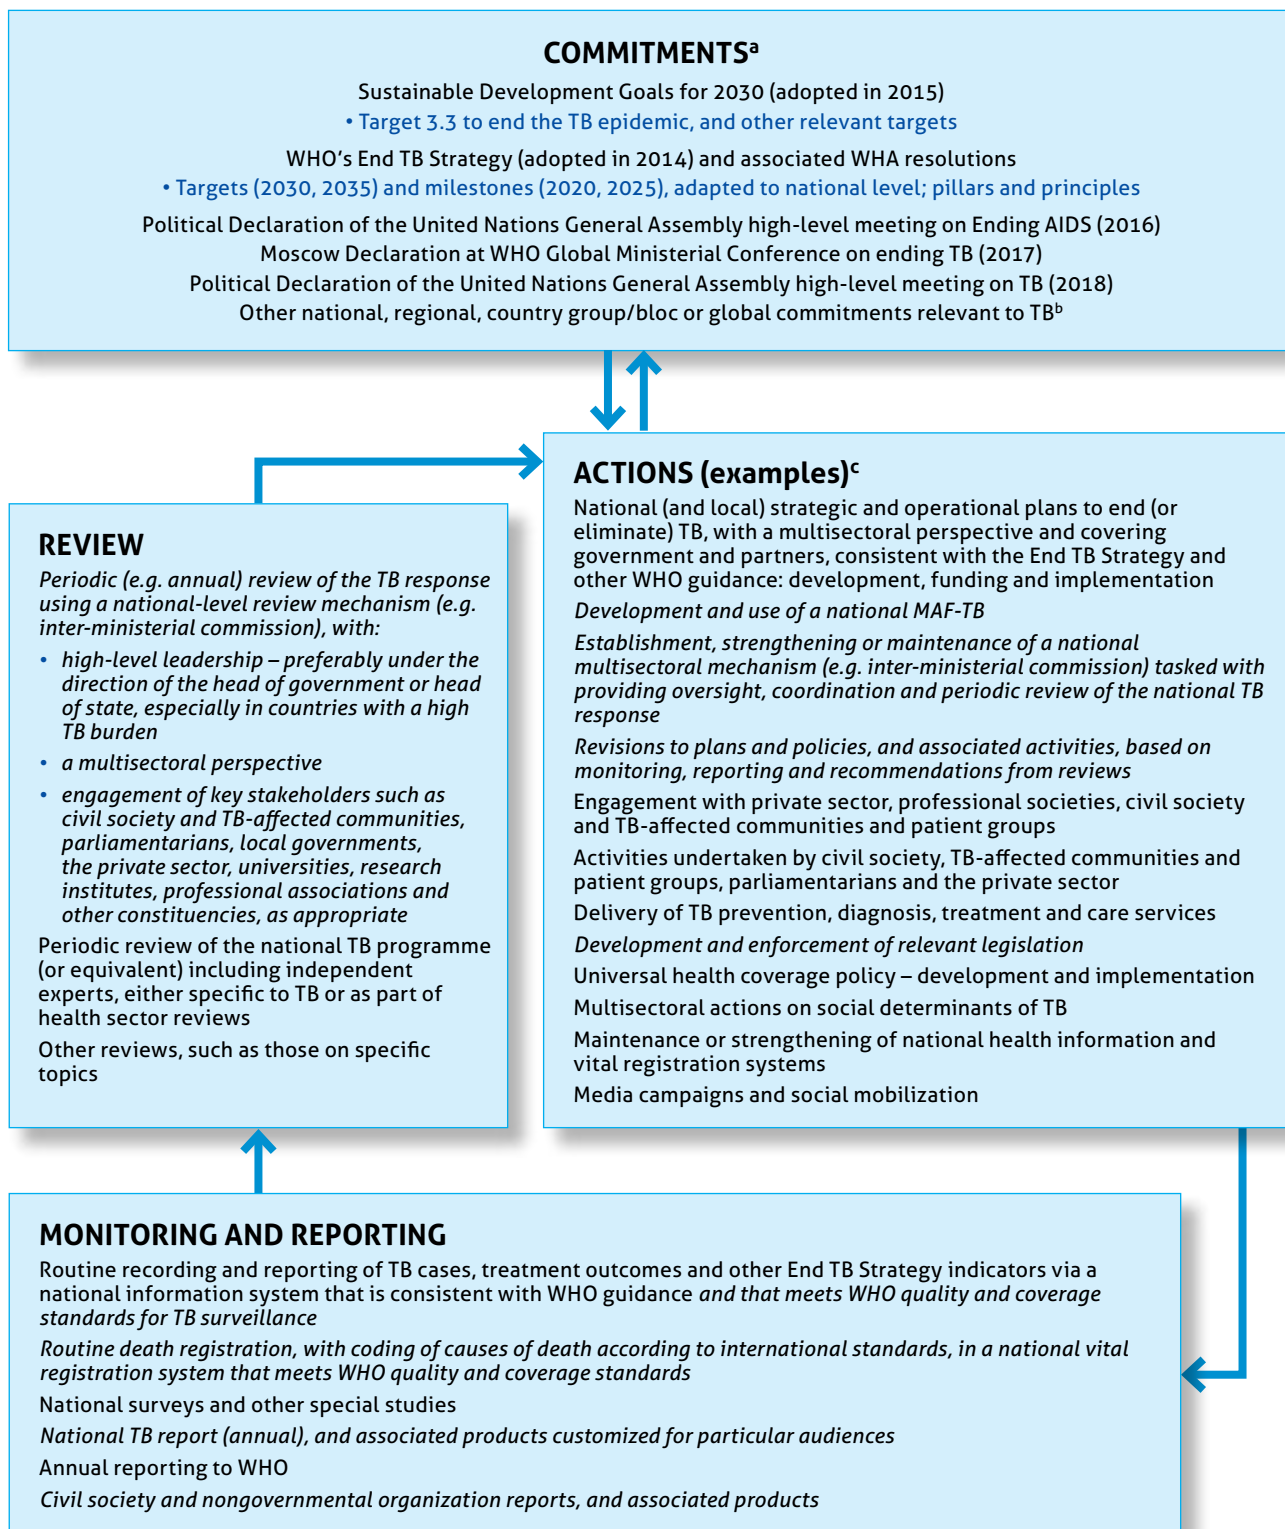 COMMITMENTSᵃ
Sustainable Development Goals for 2030 (adopted in 2015)
• Target 3.3 to end the TB epidemic, and other relevant targets
WHO’s End TB Strategy (adopted in 2014) and associated WHA resolutions
• Targets (2030, 2035) and milestones (2020, 2025), adapted to national level; pillars and principles
Political Declaration of the United Nations General Assembly high-level meeting on Ending AIDS (2016)
Moscow Declaration at WHO Global Ministerial Conference on ending TB (2017)
Political Declaration of the United Nations General Assembly high-level meeting on TB (2018)
Other national, regional, country group/bloc or global commitments relevant to TBᵇ
REVIEW
Periodic (e.g. annual) review of the TB response
using a national-level review mechanism (e.g.
inter-ministerial commission), with:
• high-level leadership – preferably under the
direction of the head of government or head
of state, especially in countries with a high
TB burden
• a multisectoral perspective
• engagement of key stakeholders such as
civil society and TB-affected communities,
parliamentarians, local governments,
the private sector, universities, research
institutes, professional associations and
other constituencies, as appropriate
Periodic review of the national TB programme
(or equivalent) including independent
experts, either specific to TB or as part of
health sector reviews
Other reviews, such as those on specific
topics
ACTIONS (examples)ᶜ
National (and local) strategic and operational plans to end (or
eliminate) TB, with a multisectoral perspective and covering
government and partners, consistent with the End TB Strategy and
other WHO guidance: development, funding and implementation
Development and use of a national MAF-TB
Establishment, strengthening or maintenance of a national
multisectoral mechanism (e.g. inter-ministerial commission) tasked with
providing oversight, coordination and periodic review of the national TB
response
Revisions to plans and policies, and associated activities, based on
monitoring, reporting and recommendations from reviews
Engagement with private sector, professional societies, civil society
and TB-affected communities and patient groups
Activities undertaken by civil society, TB-affected communities and
patient groups, parliamentarians and the private sector
Delivery of TB prevention, diagnosis, treatment and care services
Development and enforcement of relevant legislation
Universal health coverage policy – development and implementation
Multisectoral actions on social determinants of TB
Maintenance or strengthening of national health information and
vital registration systems
Media campaigns and social mobilization
MONITORING AND REPORTING
Routine recording and reporting of TB cases, treatment outcomes and other End TB Strategy indicators via a
national information system that is consistent with WHO guidance and that meets WHO quality and coverage
standards for TB surveillance
Routine death registration, with coding of causes of death according to international standards, in a national vital
registration system that meets WHO quality and coverage standards
National surveys and other special studies
National TB report (annual), and associated products customized for particular audiences
Annual reporting to WHO
Civil society and nongovernmental organization reports, and associated products